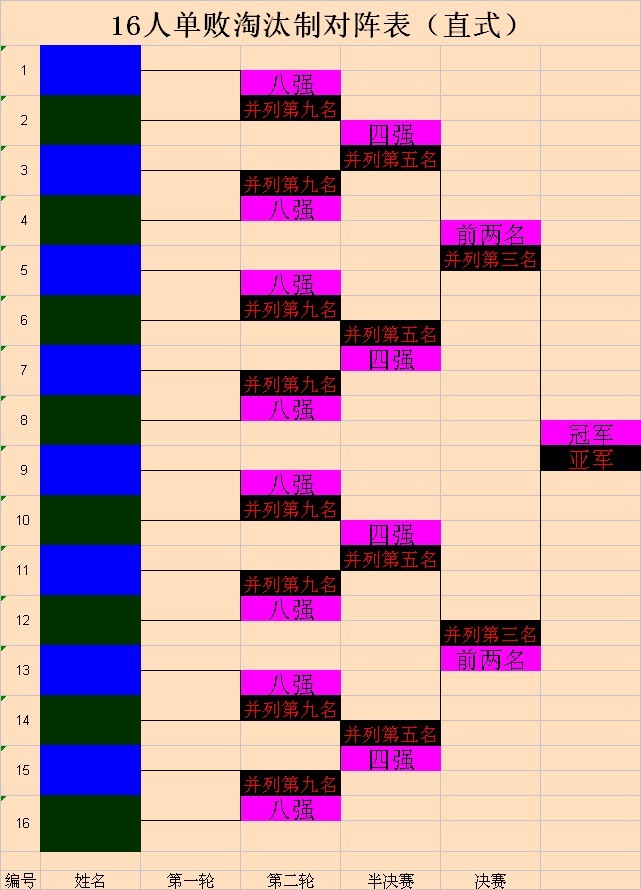 16人单败淘汰制对阵表（直式）
1
八强
并列第九名
2
四强
并列第五名
3
并列第九名
八强
4
前两名
并列第三名
5
八强
并列第九名
6
并列第五名
四强
7
并列第九名
八强
8
冠军
亚军
9
八强
并列第九名
10
四强
并列第五名
11
并列第九名
八强
12
并列第三名
前两名
13
八强
并列第九名
14
并列第五名
四强
15
并列第九名
八强
16
编号 姓名 第一轮 第二轮 半决赛 决赛